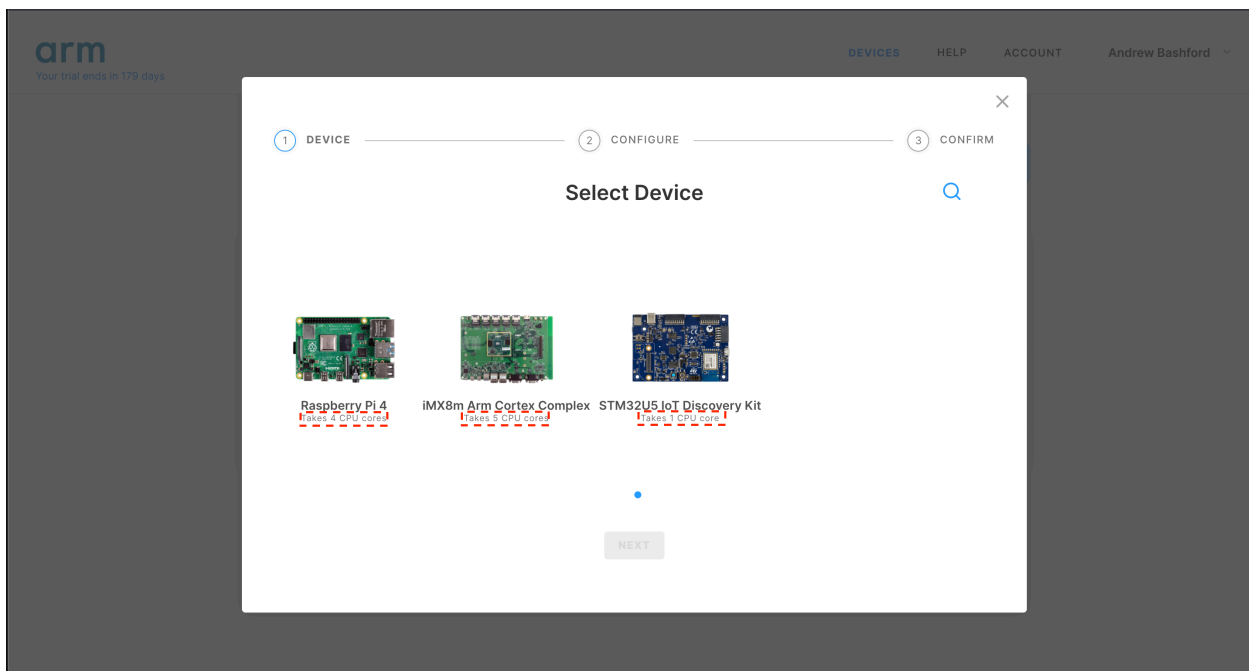 arm
Your trial ends in 179 days
DEVICES HELP ACCOUNT Andrew Bashford
1 DEVICE 2 CONFIGURE 3 CONFIRM
Select Device
Raspberry Pi 4 iMX8m Arm Cortex Complex STM32U5 IoT Discovery Kit
Takes 4 CPU cores Takes 5 CPU cores Takes 1 CPU core
NEXT